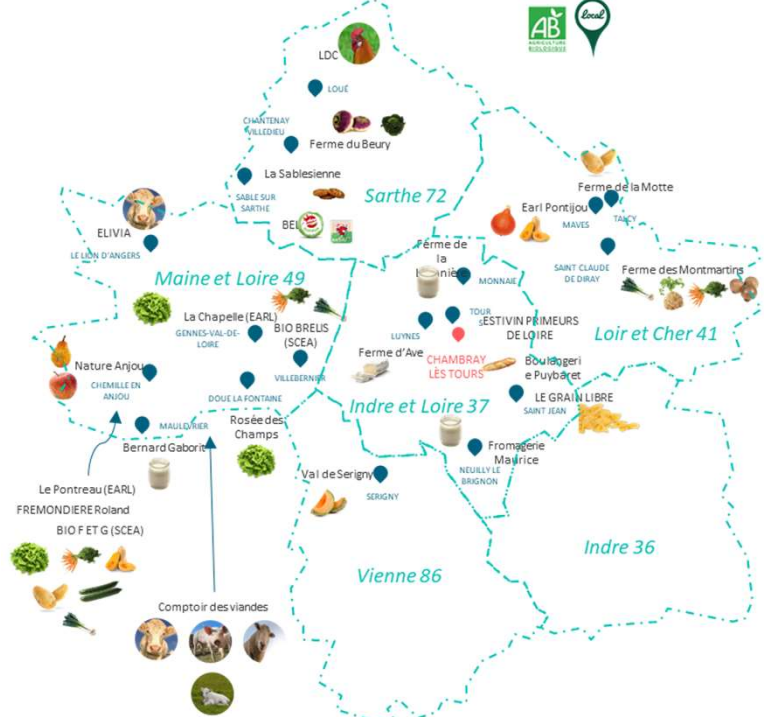 AB
AGRICULTURE
BIOLOGIQUE
local
LDC
LOUÉ
CHANTENAY
VILLEDIEU
Ferme du Beury
La Sablesienne
SABLE SUR
SARTHE
Sarthe 72
BEL
Ferme de la Motte
Earl Pontijou
MAVES
TALCY
SAINT CLAUDE
DE DIRAY
Ferme des Montmartins
Loir et Cher 41
ELIVIA
LE LION D'ANGERS
Maine et Loire 49
La Chapelle (EARL)
GENNES-VAL-DE-
LOIRE
BIO BRELIS
(SCEA)
VILLEBERNIER
Nature Anjou
CHEMILLE EN
ANJOU
DOUE LA FONTAINE
MAULEVRIER
Bernard Gaborit
Rosée des
Champs
Ferme de
la
MONNAIE
TOURS
LUYNES
ESTIVIN PRIMEURS
DE LOIRE
Ferme d'Ave
CHAMBRAY
LÈS TOURS
Boulangeri
e Puybaret
LE GRAIN LIBRE
SAINT JEAN
Indre et Loire 37
Fromagerie
Maurice
NEUILLY LE
BRIGNON
Val de Serigny
SERIGNY
Vienne 86
Indre 36
Le Pontreau (EARL)
FREMONDIERE Roland
BIO F ET G (SCEA)
Comptoir des viandes